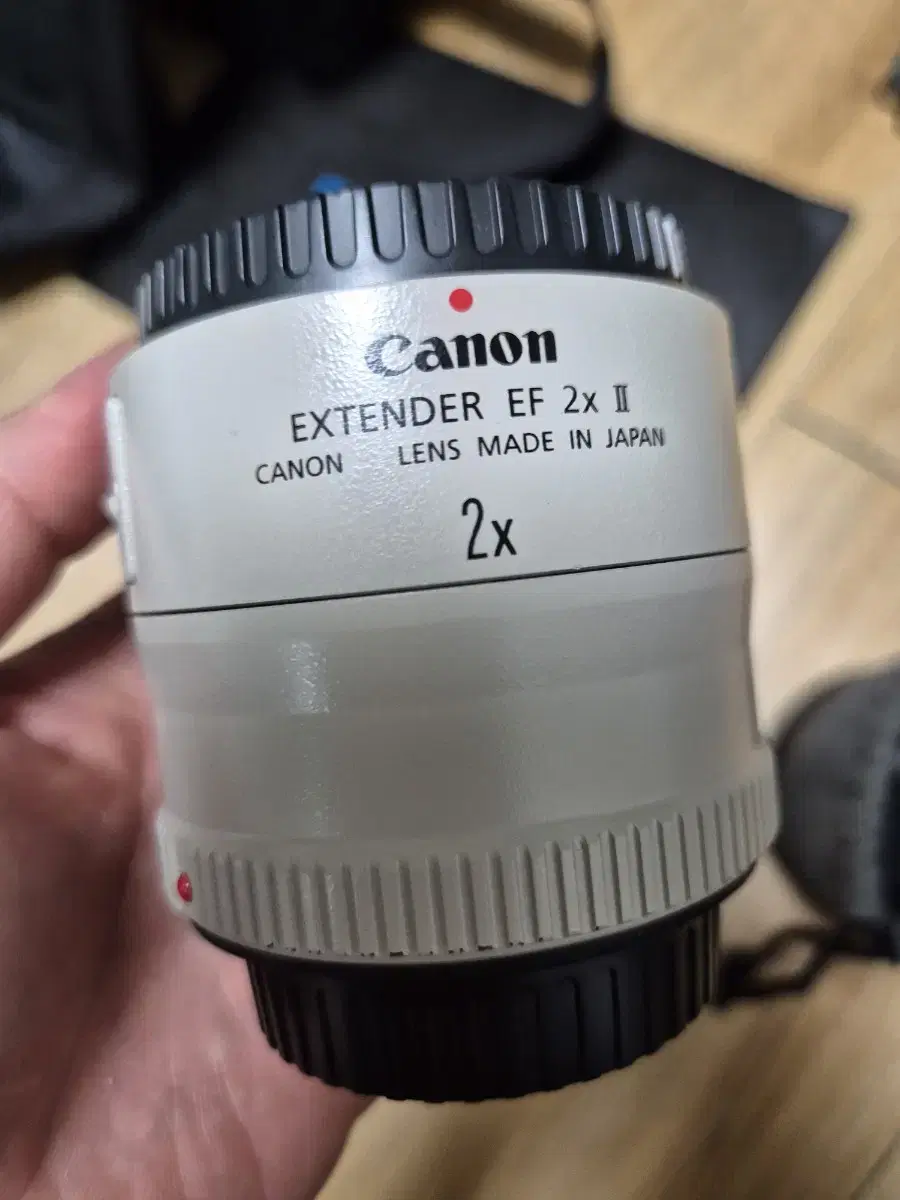 Canon
EXTENDER EF 2x II
CANON LENS MADE IN JAPAN
2x